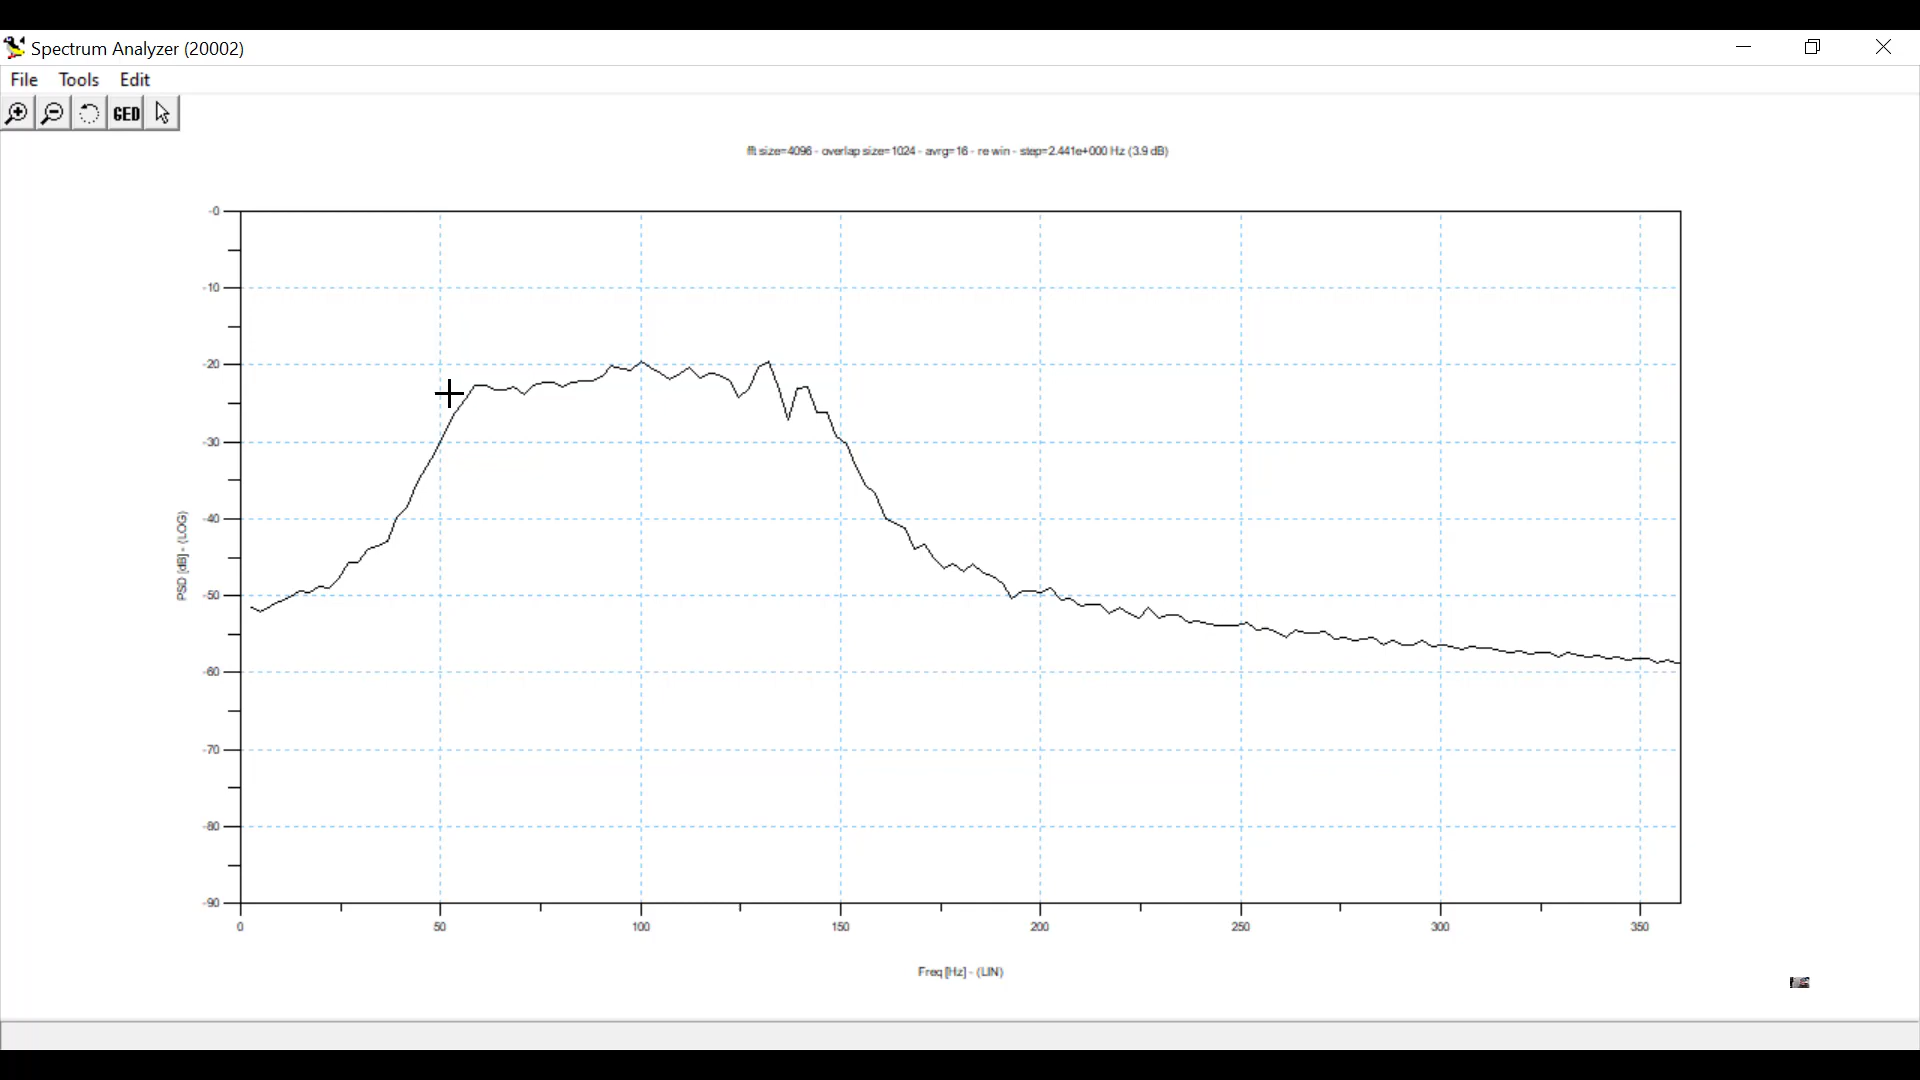 Spectrum Analyzer (20002)
File Tools Edit
GED
fft size=4096 - overlap size=1024 - avrg=16 - re win - step=2.441e+000 Hz (3.9 dB)
-0
-10
-20
-30
-40
-50
-60
-70
-80
-90
PSD [dB] - (LOG)
0 50 100 150 200 250 300 350
Freq [Hz] - (LIN)